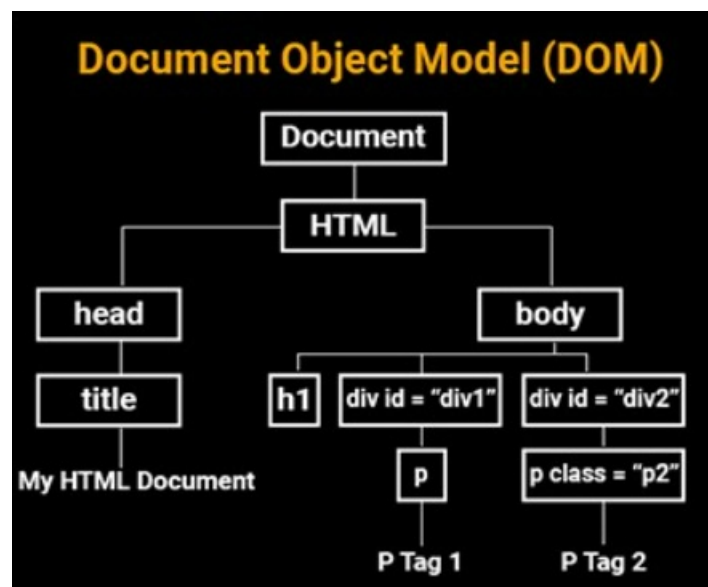 Document Object Model (DOM)
Document
HTML
head
body
title
h1
div id = “div1”
div id = “div2”
My HTML Document
p
p class = “p2”
P Tag 1
P Tag 2